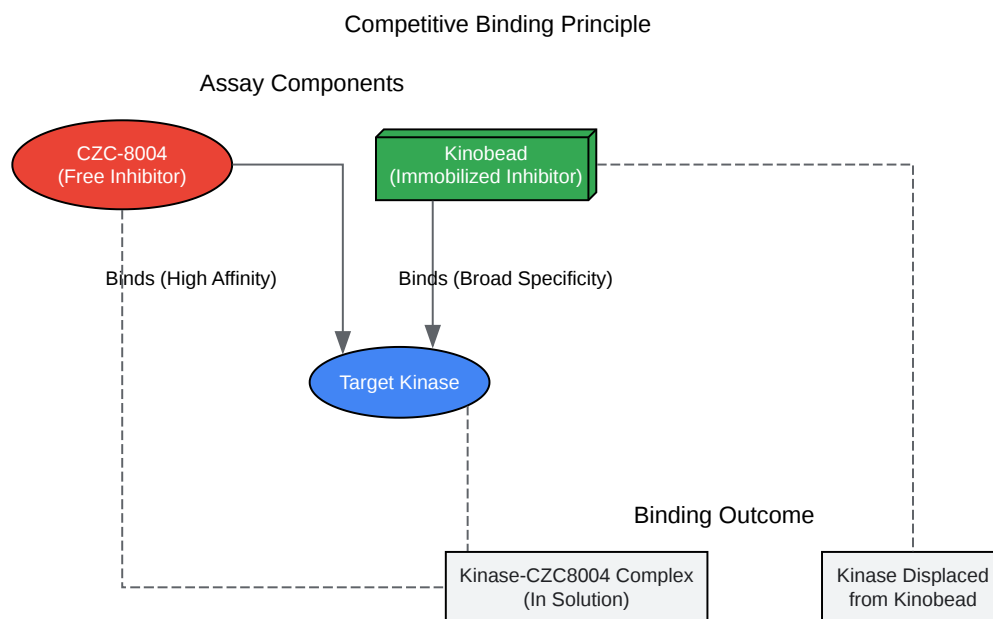 Competitive Binding Principle
Assay Components
CZC-8004
(Free Inhibitor)
Kinobead
(Immobilized Inhibitor)
Binds (High Affinity)
Binds (Broad Specificity)
Target Kinase
Binding Outcome
Kinase-CZC8004 Complex
(In Solution)
Kinase Displaced
from Kinobead